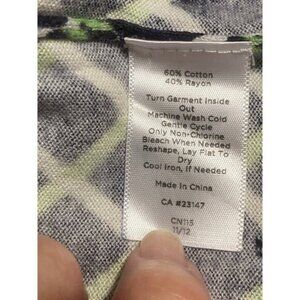 60% Cotton
40% Rayon
Turn Garment Inside
Out
Machine Wash Cold
Gentle Cycle
Only Non-Chlorine
Bleach When Needed
Reshape, Lay Flat To
Dry
Cool Iron, If Needed
Made In China
CA #23147
CN115
11/12